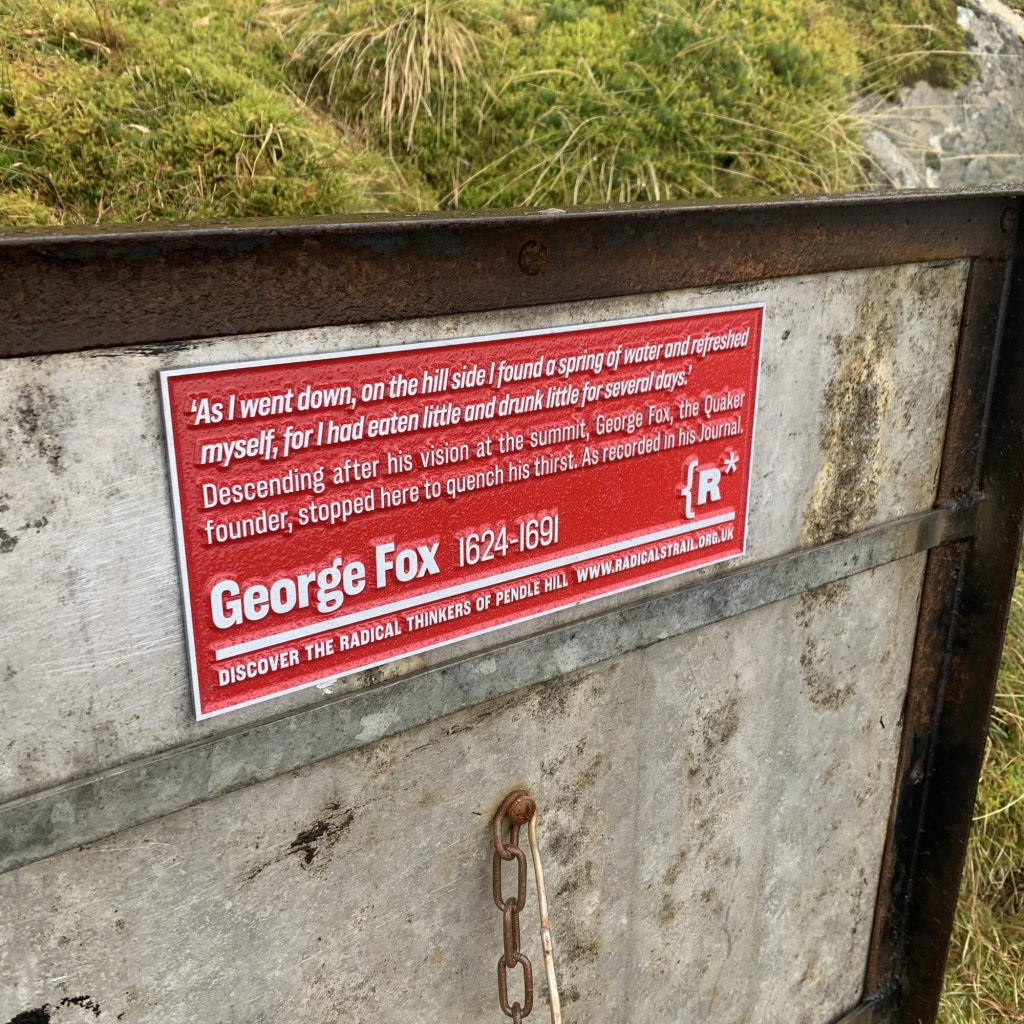 ‘As I went down, on the hill side I found a spring of water and refreshed
myself, for I had eaten little and drunk little for several days.’
Descending after his vision at the summit, George Fox, the Quaker
founder, stopped here to quench his thirst. As recorded in his Journal.
{R*
George Fox 1624-1691
DISCOVER THE RADICAL THINKERS OF PENDLE HILL WWW.RADICALSTRAIL.ORG.UK